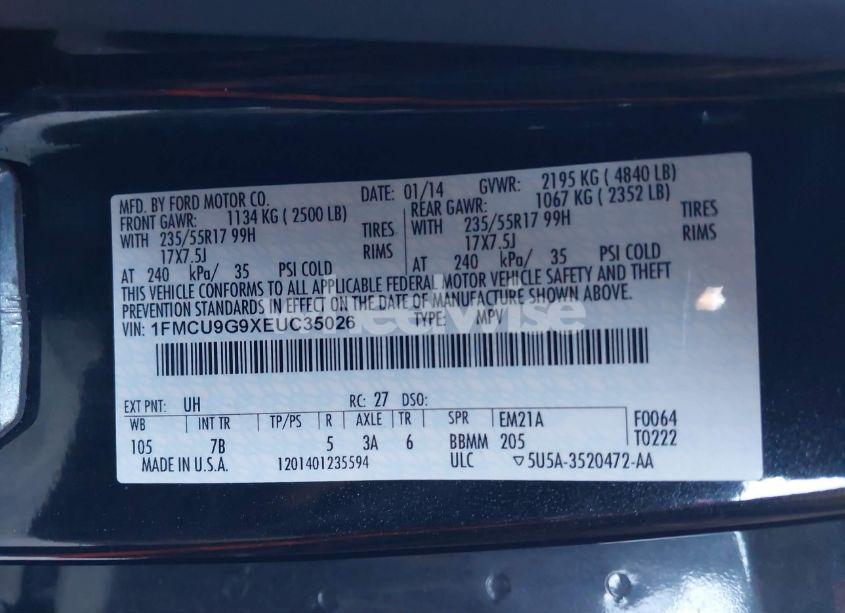 MFD. BY FORD MOTOR CO. DATE: 01/14 GVWR: 2195 KG ( 4840 LB)
FRONT GAWR: 1134 KG ( 2500 LB) REAR GAWR: 1067 KG ( 2352 LB)
WITH 235/55R17 99H TIRES WITH 235/55R17 99H TIRES
17X7.5J RIMS 17X7.5J RIMS
AT 240 kPa/ 35 PSI COLD AT 240 kPa/ 35 PSI COLD
THIS VEHICLE CONFORMS TO ALL APPLICABLE FEDERAL MOTOR VEHICLE SAFETY AND THEFT
PREVENTION STANDARDS IN EFFECT ON THE DATE OF MANUFACTURE SHOWN ABOVE.
VIN: 1FMCU9G9XEUC35026 TYPE: MPV
EXT PNT: UH RC: 27 DSO:
WB INT TR TP/PS R AXLE TR SPR EM21A F0064
105 7B 5 3A 6 BBMM 205 T0222
MADE IN U.S.A. 1201401235594 ULC ▽5U5A-3520472-AA